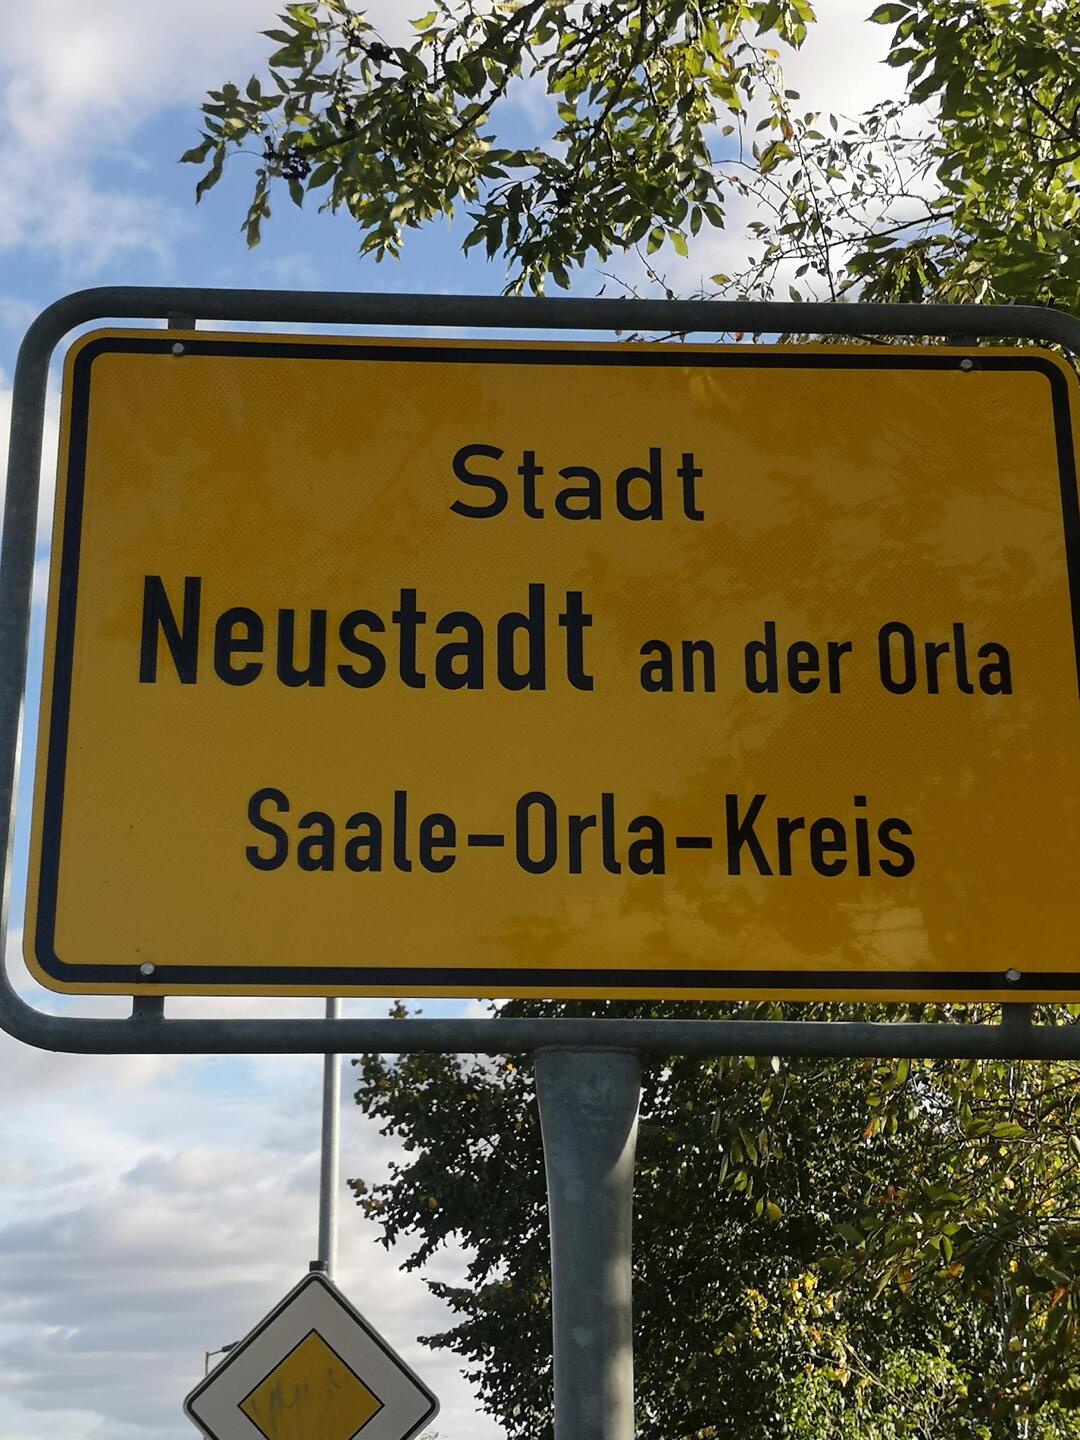 Stadt
Neustadt an der Orla
Saale-Orla-Kreis